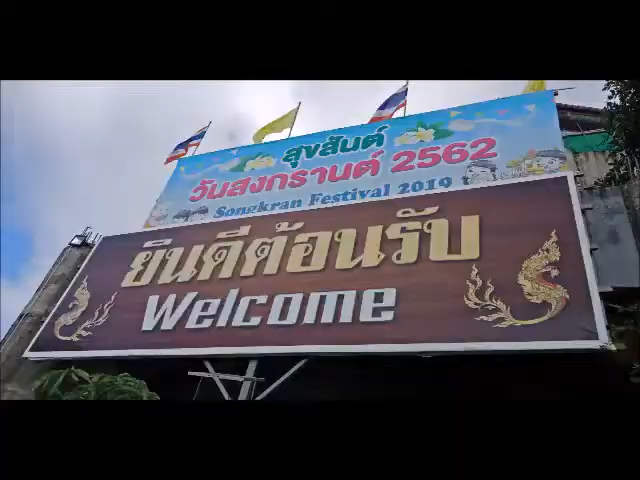 สุขสันต์
วันสงกรานต์ 2562
Songkran Festival 2019
ยินดีต้อนรับ
Welcome